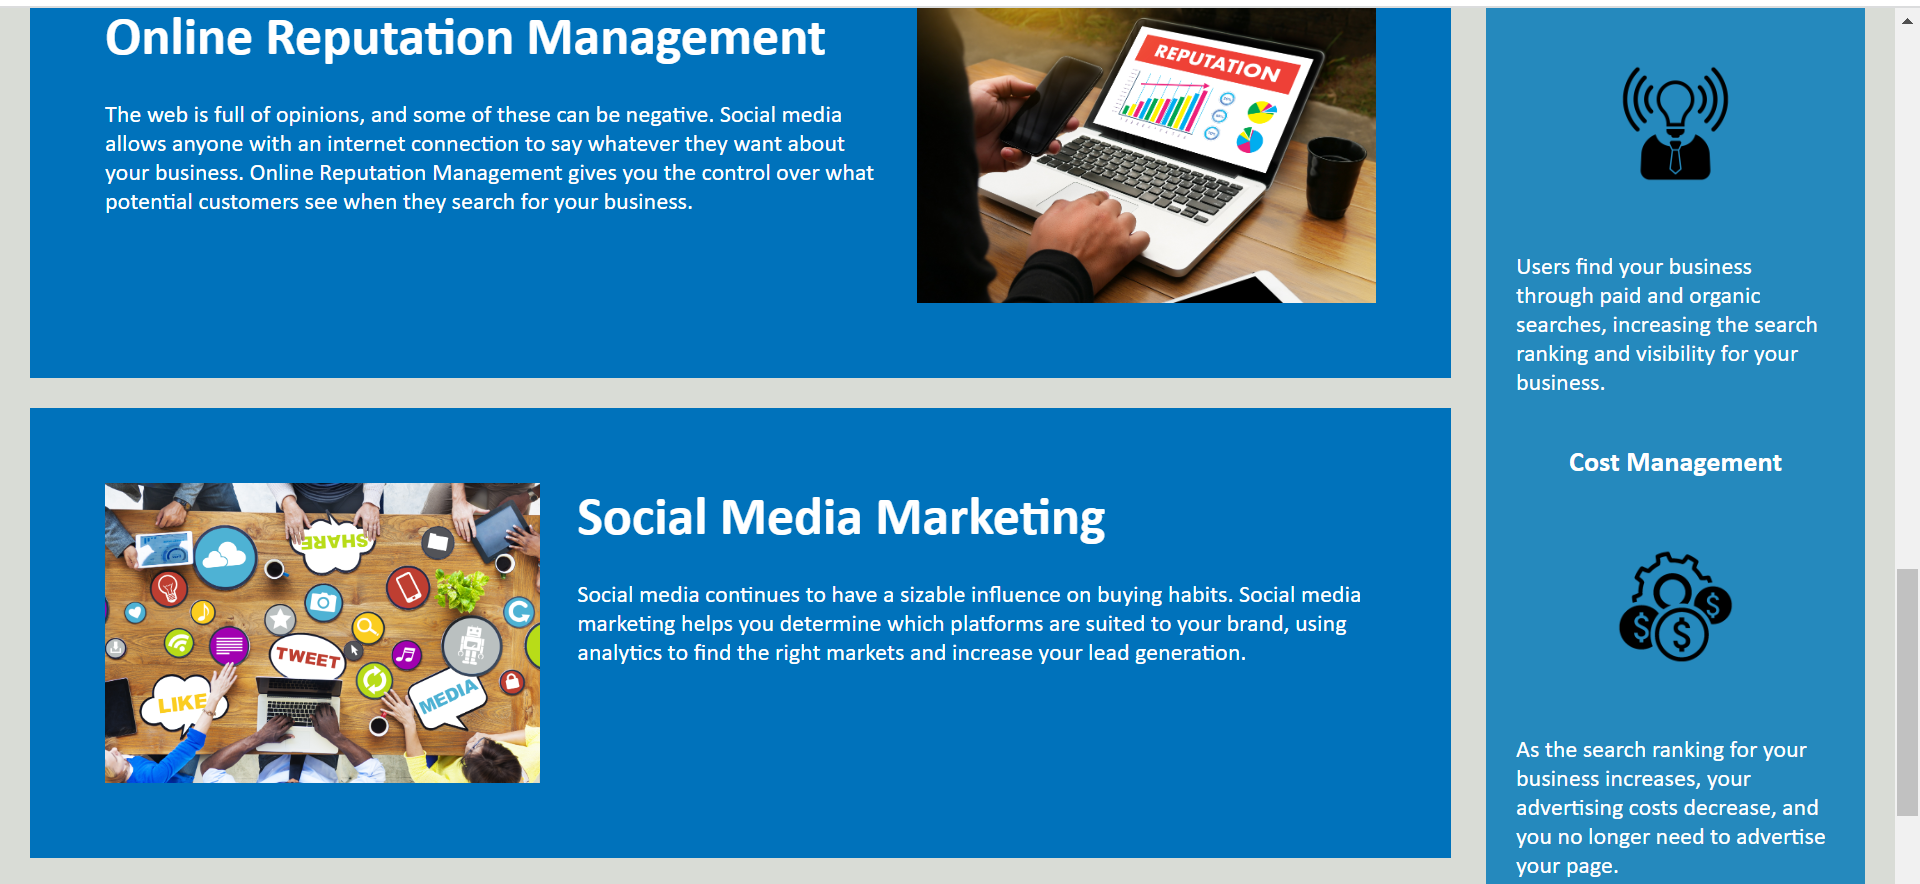 Online Reputation Management
The web is full of opinions, and some of these can be negative. Social media
allows anyone with an internet connection to say whatever they want about
your business. Online Reputation Management gives you the control over what
potential customers see when they search for your business.
REPUTATION
SHARE
TWEET
LIKE
MEDIA
Social Media Marketing
Social media continues to have a sizable influence on buying habits. Social media
marketing helps you determine which platforms are suited to your brand, using
analytics to find the right markets and increase your lead generation.
Users find your business
through paid and organic
searches, increasing the search
ranking and visibility for your
business.
Cost Management
$ $ $
As the search ranking for your
business increases, your
advertising costs decrease, and
you no longer need to advertise
your page.